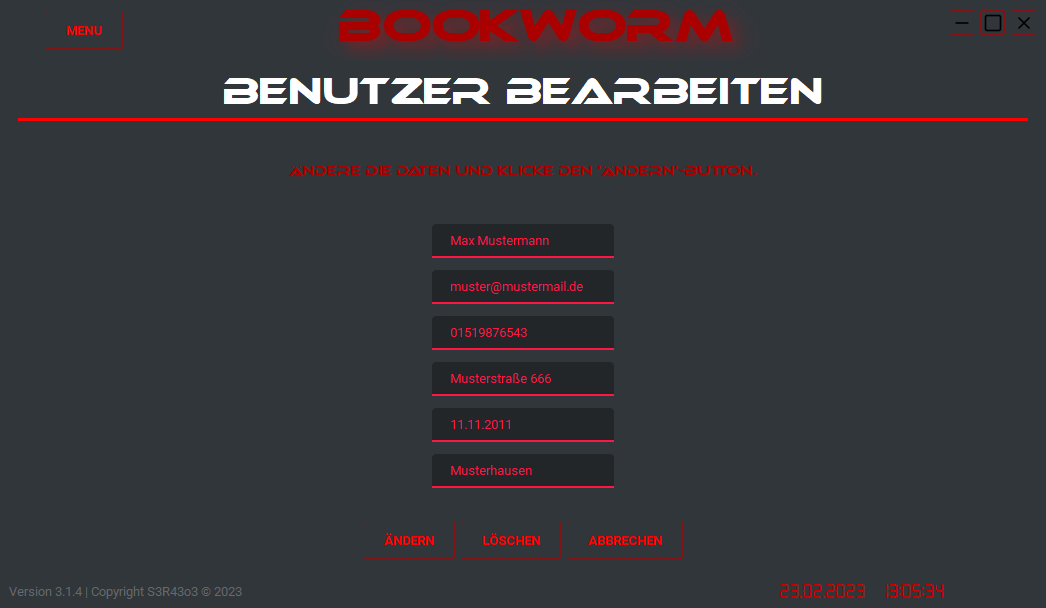 MENU
BOOKWORM
BENUTZER BEARBEITEN
ANDERE DIE DATEN UND KLICKE DEN "ANDERN"-BUTTON.
Max Mustermann
muster@mustermail.de
01519876543
Musterstraße 666
11.11.2011
Musterhausen
ÄNDERN LÖSCHEN ABBRECHEN
Version 3.1.4 | Copyright S3R43o3 © 2023 23.02.2023 13:05:34